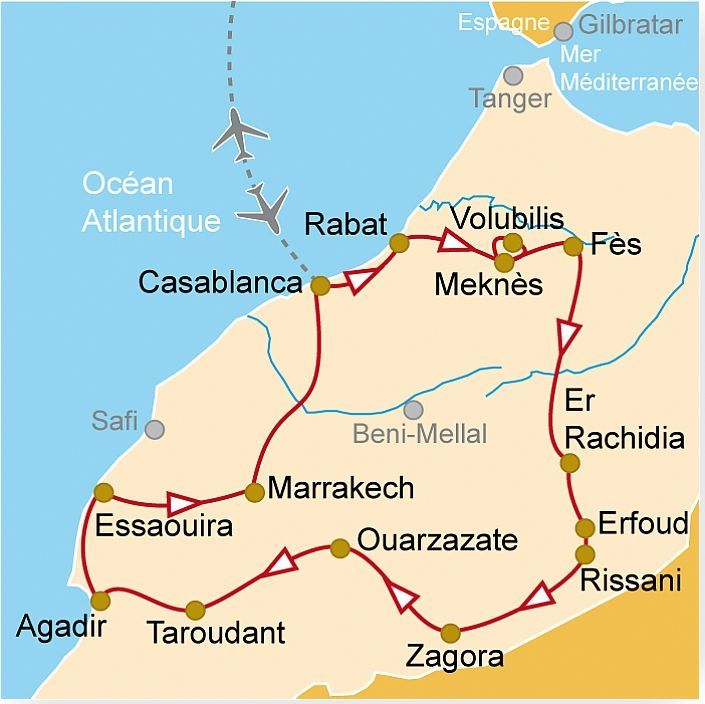 Espagne
Gilbratar
Mer
Méditerranée
Tanger
Océan
Atlantique
Rabat
Volubilis
Fès
Casablanca
Meknès
Er
Rachidia
Safi
Beni-Mellal
Marrakech
Essaouira
Erfoud
Ouarzazate
Rissani
Agadir
Taroudant
Zagora